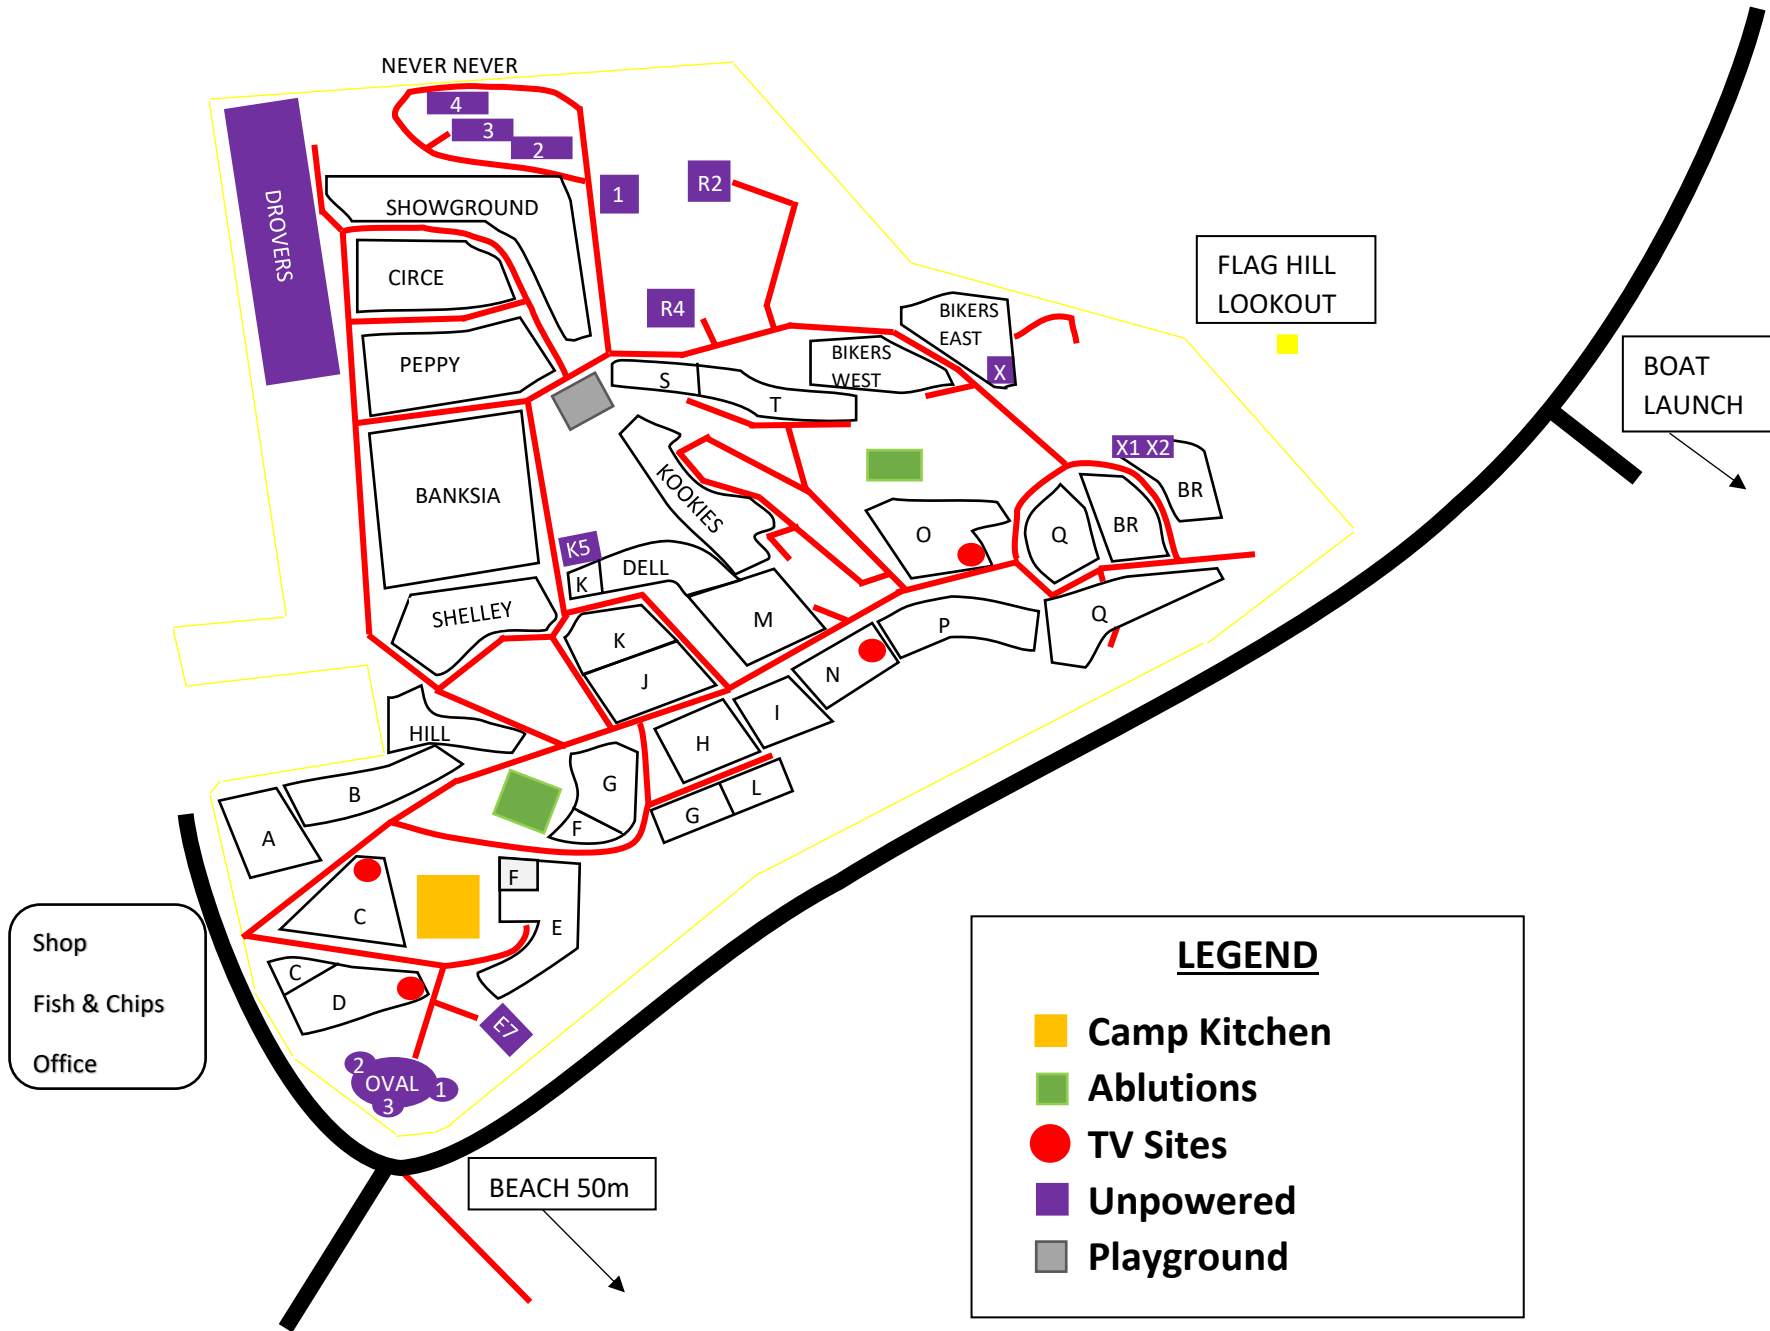 NEVER NEVER
4
3
2
1
R2
DROVERS
SHOWGROUND
CIRCE
R4
PEPPY
BIKERS
EAST
BIKERS
WEST
X
S
T
FLAG HILL
LOOKOUT
BOAT
LAUNCH
BANKSIA
KOOKIES
X1 X2
BR
BR
O
Q
K5
K
DELL
SHELLEY
K
M
P
Q
J
N
I
HILL
H
B
G
L
G
F
A
F
C
E
C
D
E7
2
OVAL
1
3
Shop
Fish & Chips
Office
BEACH 50m
LEGEND
Camp Kitchen
Ablutions
TV Sites
Unpowered
Playground